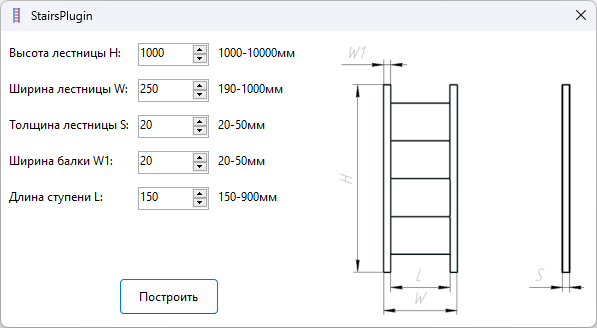 StairsPlugin
Высота лестницы H: 1000 1000-10000мм
Ширина лестницы W: 250 190-1000мм
Толщина лестницы S: 20 20-50мм
Ширина балки W1: 20 20-50мм
Длина ступени L: 150 150-900мм
Построить
W1
H
L
W
S